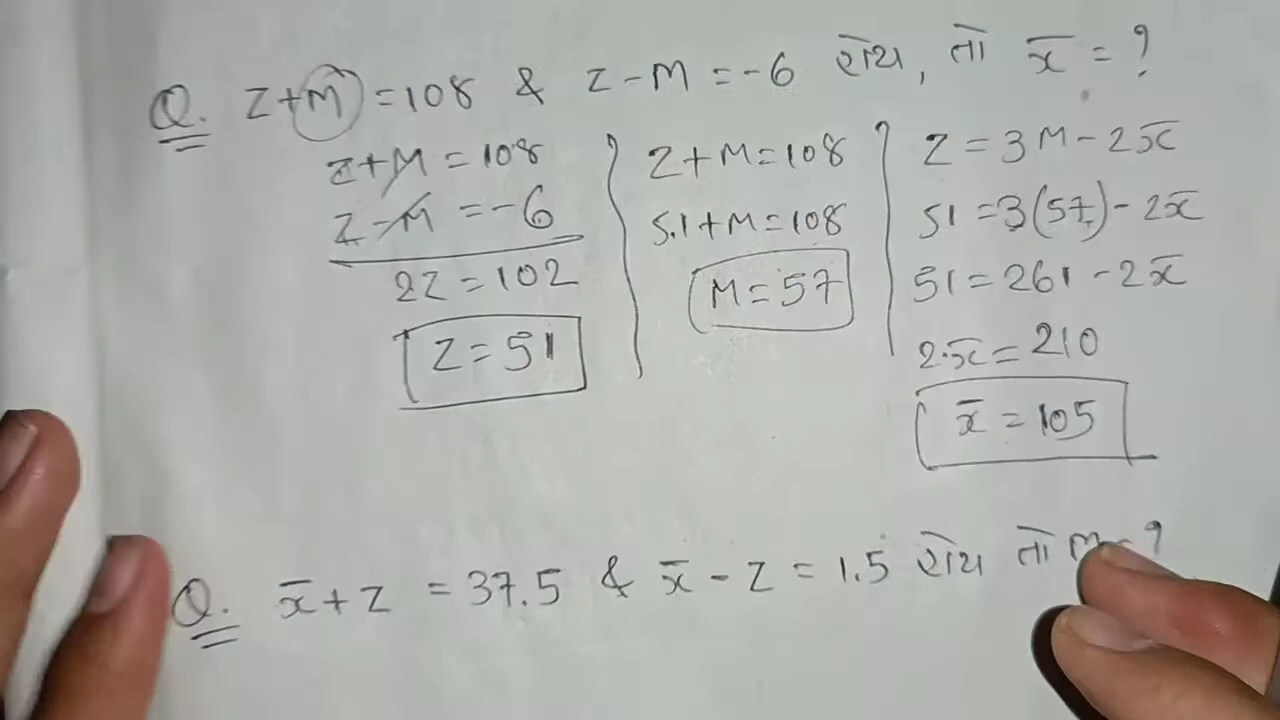 Q. Z+M = 108 & Z-M = -6 હોય, તો x̄ = ?
Z+M = 108
Z-M = -6
2Z = 102
Z = 51
Z+M = 108
51+M = 108
M = 57
Z = 3M - 2x̄
51 = 3(57) - 2x̄
51 = 261 - 2x̄
2·x̄ = 210
x̄ = 105
Q. x̄+Z = 37.5 & x̄-Z = 1.5 હોય તો M = ?